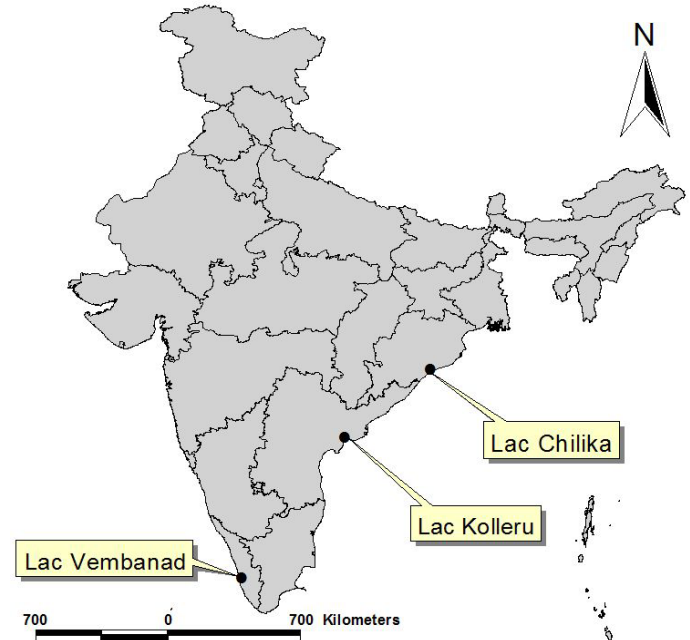 N
Lac Chilika
Lac Kolleru
Lac Vembanad
700 0 700 Kilometers